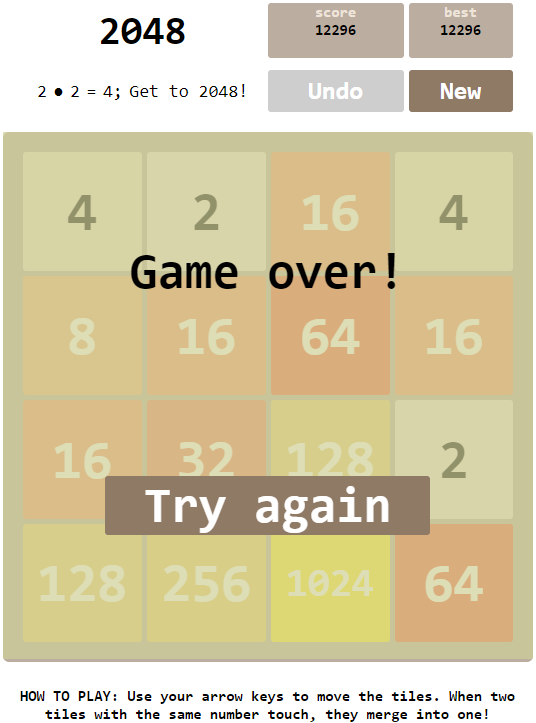 2048
score
12296
best
12296
2 • 2 = 4; Get to 2048!
Undo
New
4 2 16 4
Game over!
8 16 64 16
16 32 128 2
Try again
128 256 1024 64
HOW TO PLAY: Use your arrow keys to move the tiles. When two
tiles with the same number touch, they merge into one!